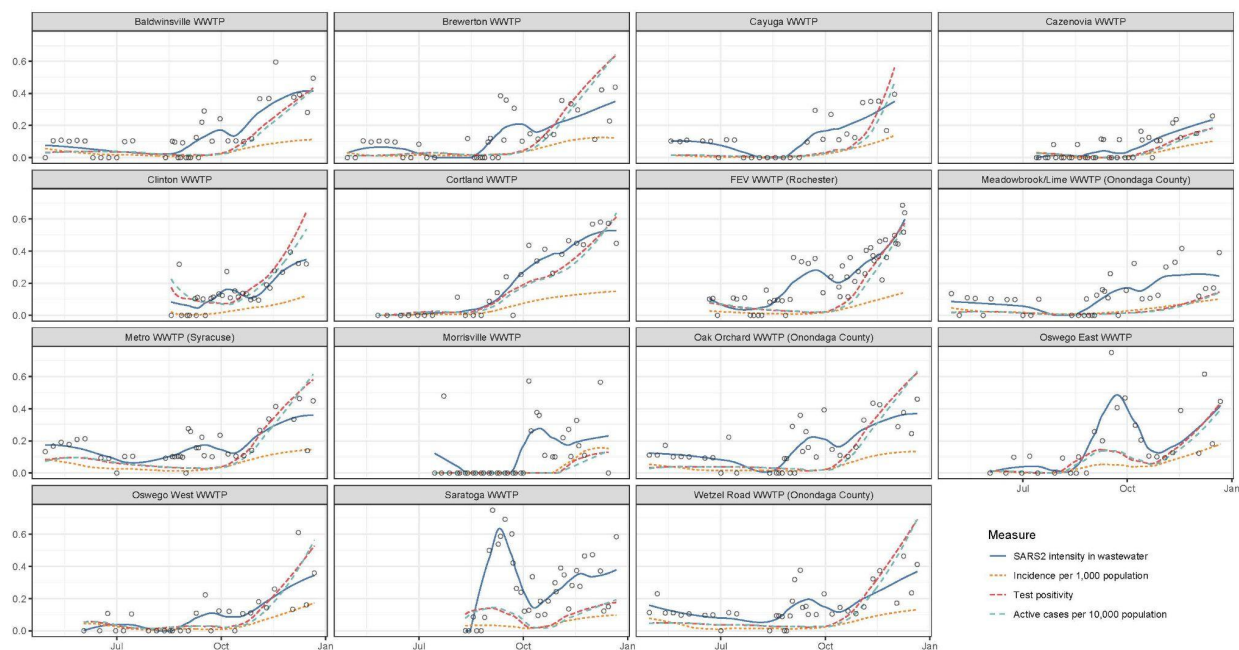 Baldwinsville WWTP
Brewerton WWTP
Cayuga WWTP
Cazenovia WWTP
0.6
0.4
0.2
0.0
Clinton WWTP
Cortland WWTP
FEV WWTP (Rochester)
Meadowbrook/Lime WWTP (Onondaga County)
0.6
0.4
0.2
0.0
Metro WWTP (Syracuse)
Morrisville WWTP
Oak Orchard WWTP (Onondaga County)
Oswego East WWTP
0.6
0.4
0.2
0.0
Jul
Oct
Jan
Oswego West WWTP
Saratoga WWTP
Wetzel Road WWTP (Onondaga County)
0.6
0.4
0.2
0.0
Jul
Oct
Jan
Jul
Oct
Jan
Jul
Oct
Jan
Measure
SARS2 intensity in wastewater
Incidence per 1,000 population
Test positivity
Active cases per 10,000 population